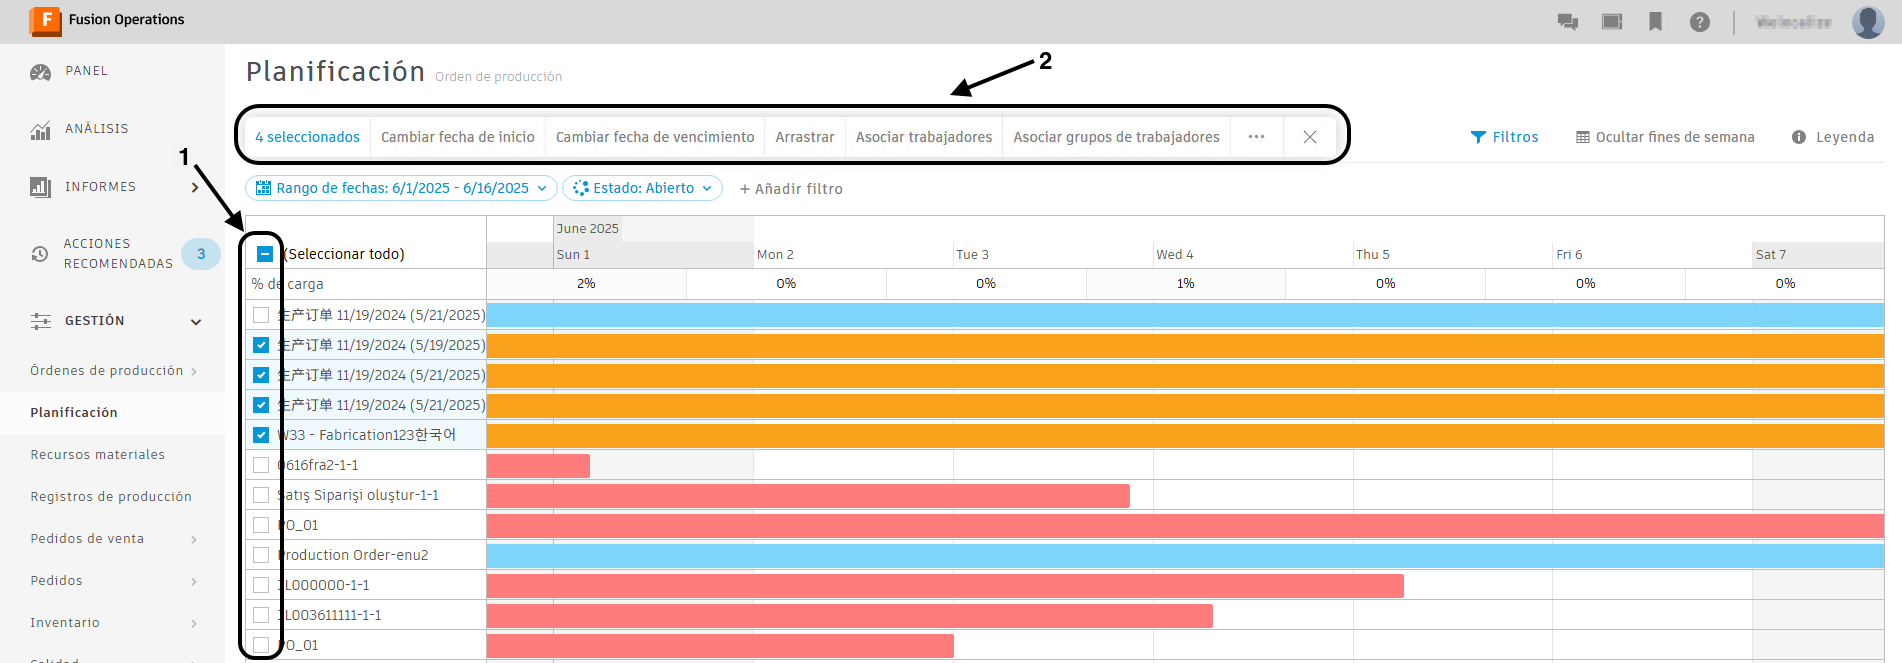 F Fusion Operations
PANEL
ANÁLISIS
INFORMES
ACCIONES
RECOMENDADAS
3
GESTIÓN
Órdenes de producción
Planificación
Recursos materiales
Registros de producción
Pedidos de venta
Pedidos
Inventario
Calidad
Planificación Orden de producción
2
4 seleccionados Cambiar fecha de inicio Cambiar fecha de vencimiento Arrastrar Asociar trabajadores Asociar grupos de trabajadores ... Filtros Ocultar fines de semana Leyenda
1
Rango de fechas: 6/1/2025 - 6/16/2025 Estado: Abierto + Añadir filtro
June 2025
(Seleccionar todo) Sun 1 Mon 2 Tue 3 Wed 4 Thu 5 Fri 6 Sat 7
% de carga 2% 0% 0% 1% 0% 0% 0%
生产订单 11/19/2024 (5/21/2025)
生产订单 11/19/2024 (5/19/2025)
生产订单 11/19/2024 (5/21/2025)
生产订单 11/19/2024 (5/21/2025)
W33 - Fabrication123한국어
0616fra2-1-1
Satış Siparişi oluştur-1-1
PO_01
Production Order-enu2
JL000000-1-1
JL003611111-1-1
PO_01